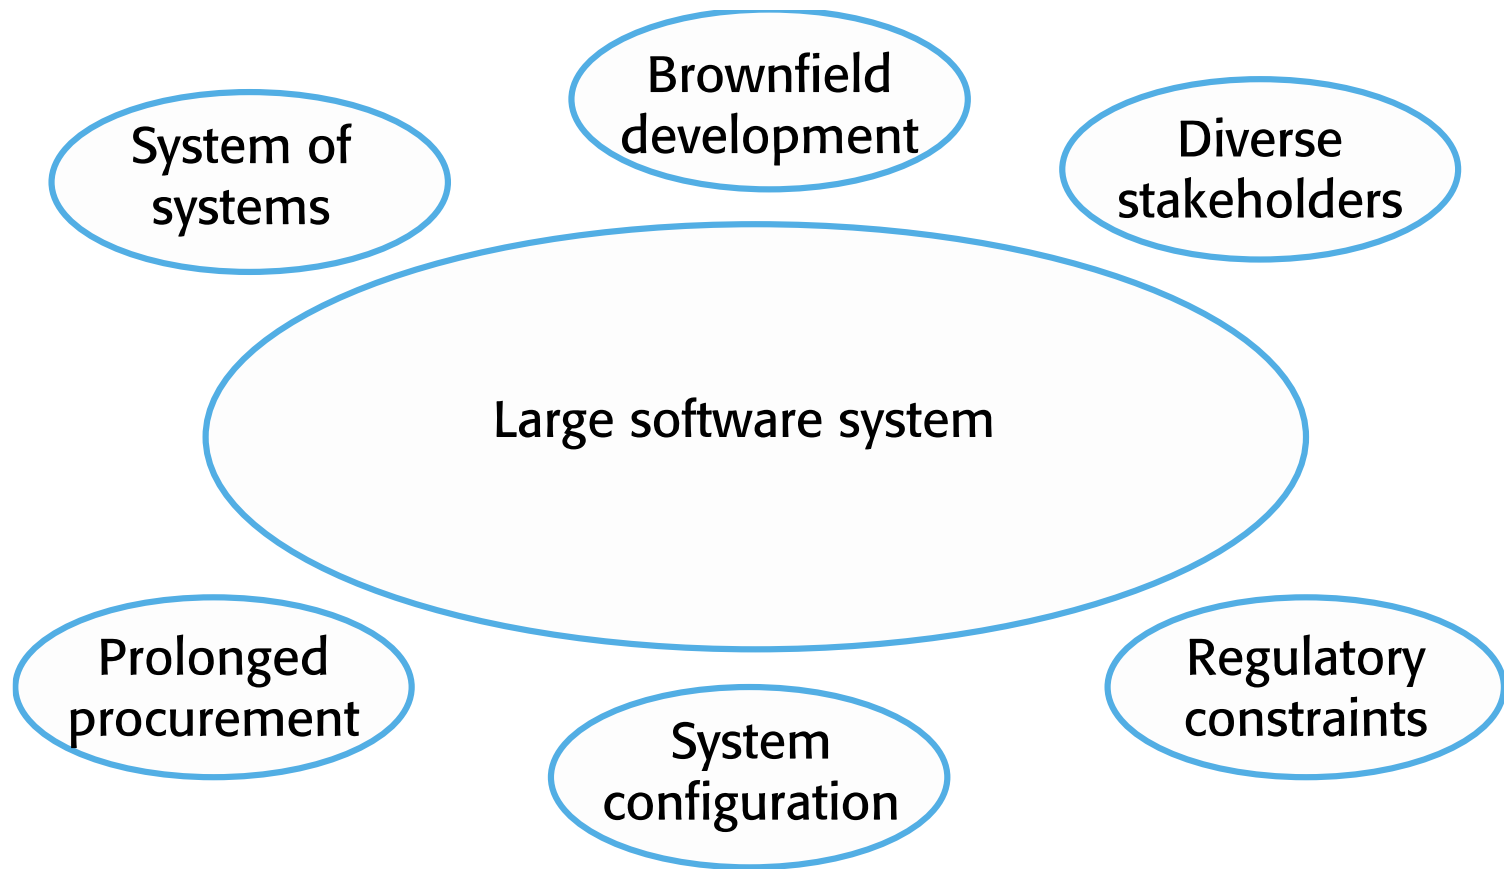 Brownfield
development
System of
systems
Diverse
stakeholders
Large software system
Prolonged
procurement
Regulatory
constraints
System
configuration